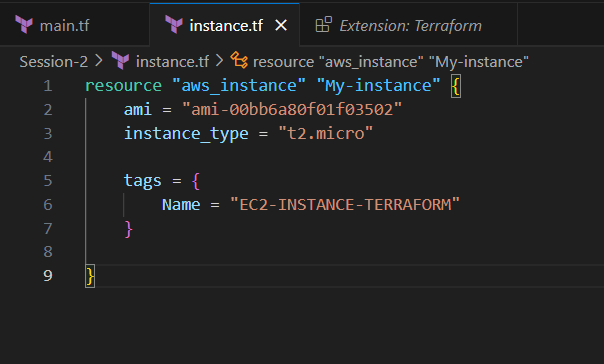 main.tf instance.tf Extension: Terraform
Session-2 > instance.tf > resource "aws_instance" "My-instance"
1 resource "aws_instance" "My-instance" {
2     ami = "ami-00bb6a80f01f03502"
3     instance_type = "t2.micro"
4
5     tags = {
6         Name = "EC2-INSTANCE-TERRAFORM"
7     }
8
9 }